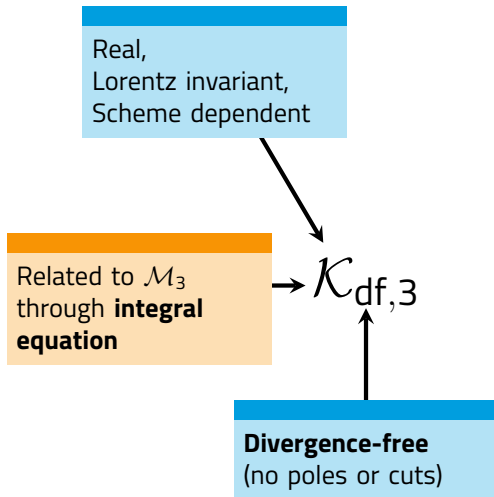 Real,
Lorentz invariant,
Scheme dependent
Related to ℳ₃
through integral
equation
𝒦df,3
Divergence-free
(no poles or cuts)